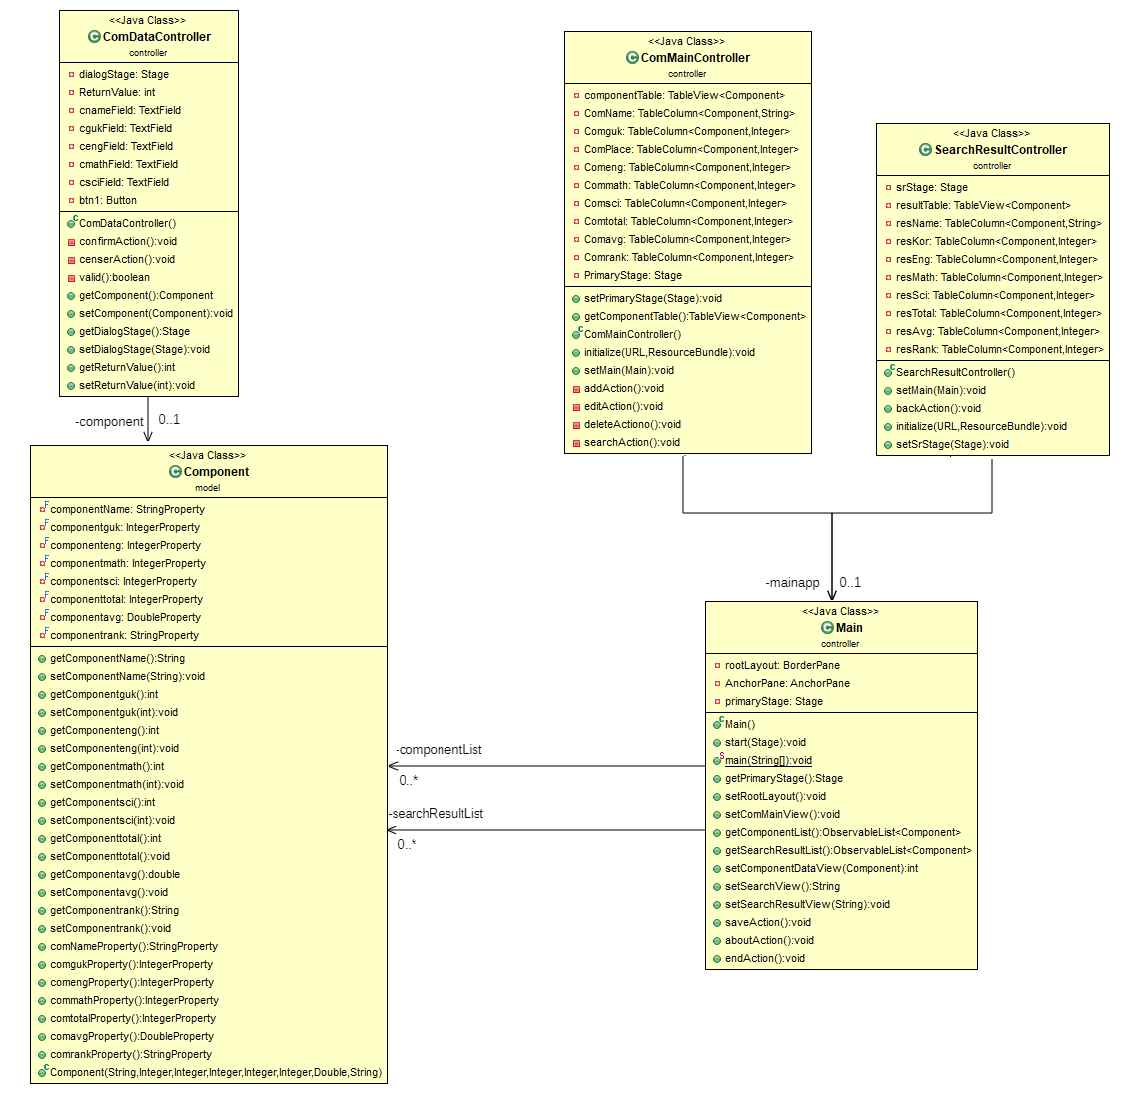 <<Java Class>>
ComDataController
controller
dialogStage: Stage
ReturnValue: int
cnameField: TextField
cgukField: TextField
cengField: TextField
cmathField: TextField
csciField: TextField
btn1: Button
ComDataController()
confirmAction():void
censerAction():void
valid():boolean
getComponent():Component
setComponent(Component):void
getDialogStage():Stage
setDialogStage(Stage):void
getReturnValue():int
setReturnValue(int):void
-component 0..1
<<Java Class>>
ComMainController
controller
componentTable: TableView<Component>
ComName: TableColumn<Component,String>
Comguk: TableColumn<Component,Integer>
ComPlace: TableColumn<Component,Integer>
Comeng: TableColumn<Component,Integer>
Commath: TableColumn<Component,Integer>
Comsci: TableColumn<Component,Integer>
Comtotal: TableColumn<Component,Integer>
Comavg: TableColumn<Component,Integer>
Comrank: TableColumn<Component,Integer>
PrimaryStage: Stage
setPrimaryStage(Stage):void
getComponentTable():TableView<Component>
ComMainController()
initialize(URL,ResourceBundle):void
setMain(Main):void
addAction():void
editAction():void
deleteActiono():void
searchAction():void
<<Java Class>>
SearchResultController
controller
srStage: Stage
resultTable: TableView<Component>
resName: TableColumn<Component,String>
resKor: TableColumn<Component,Integer>
resEng: TableColumn<Component,Integer>
resMath: TableColumn<Component,Integer>
resSci: TableColumn<Component,Integer>
resTotal: TableColumn<Component,Integer>
resAvg: TableColumn<Component,Integer>
resRank: TableColumn<Component,Integer>
SearchResultController()
setMain(Main):void
backAction():void
initialize(URL,ResourceBundle):void
setSrStage(Stage):void
-mainapp 0..1
<<Java Class>>
Component
model
componentName: StringProperty
componentguk: IntegerProperty
componenteng: IntegerProperty
componentmath: IntegerProperty
componentsci: IntegerProperty
componenttotal: IntegerProperty
componentavg: DoubleProperty
componentrank: StringProperty
getComponentName():String
setComponentName(String):void
getComponentguk():int
setComponentguk(int):void
getComponenteng():int
setComponenteng(int):void
getComponentmath():int
setComponentmath(int):void
getComponentsci():int
setComponentsci(int):void
getComponenttotal():int
setComponenttotal():void
getComponentavg():double
setComponentavg():void
getComponentrank():String
setComponentrank():void
comNameProperty():StringProperty
comgukProperty():IntegerProperty
comengProperty():IntegerProperty
commathProperty():IntegerProperty
comtotalProperty():IntegerProperty
comavgProperty():DoubleProperty
comrankProperty():StringProperty
Component(String,Integer,Integer,Integer,Integer,Integer,Double,String)
-componentList
0..*
-searchResultList
0..*
<<Java Class>>
Main
controller
rootLayout: BorderPane
AnchorPane: AnchorPane
primaryStage: Stage
Main()
start(Stage):void
main(String[]):void
getPrimaryStage():Stage
setRootLayout():void
setComMainView():void
getComponentList():ObservableList<Component>
getSearchResultList():ObservableList<Component>
setComponentDataView(Component):int
setSearchView():String
setSearchResultView(String):void
saveAction():void
aboutAction():void
endAction():void